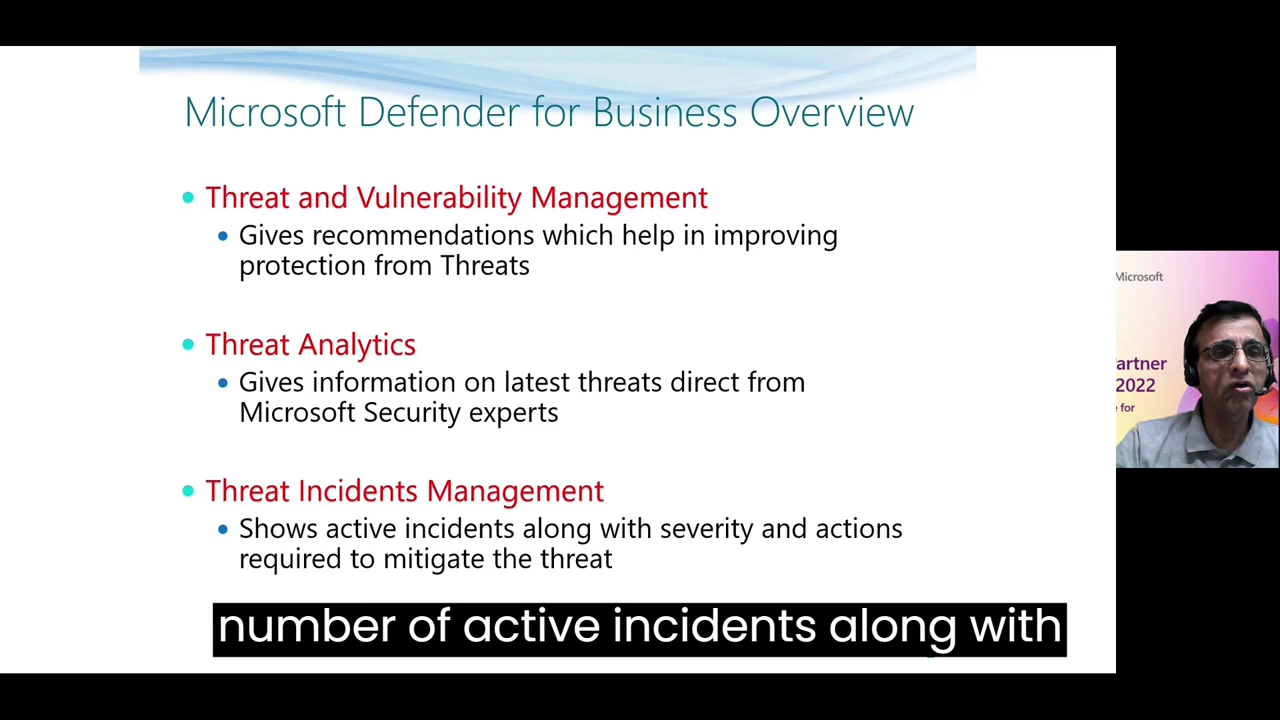 Microsoft Defender for Business Overview
Threat and Vulnerability Management
Gives recommendations which help in improving
protection from Threats
Threat Analytics
Gives information on latest threats direct from
Microsoft Security experts
Threat Incidents Management
Shows active incidents along with severity and actions
required to mitigate the threat
number of active incidents along with
Microsoft
artner
2022
e for